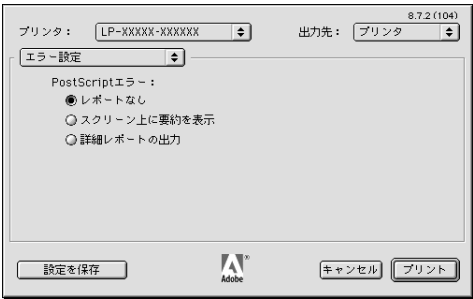 8.7.2 (104)
プリンタ： LP-XXXXX-XXXXXX 出力先： プリンタ
エラー設定
PostScriptエラー：
レポートなし
スクリーン上に要約を表示
詳細レポートの出力
設定を保存 Adobe ® キャンセル プリント